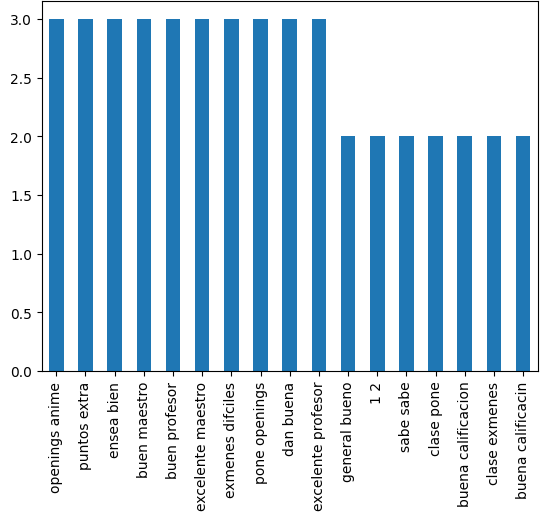 3.0
2.5
2.0
1.5
1.0
0.5
0.0
openings anime
puntos extra
ensea bien
buen maestro
buen profesor
excelente maestro
exmenes difciles
pone openings
dan buena
excelente profesor
general bueno
1 2
sabe sabe
clase pone
buena calificacion
clase exmenes
buena calificacin